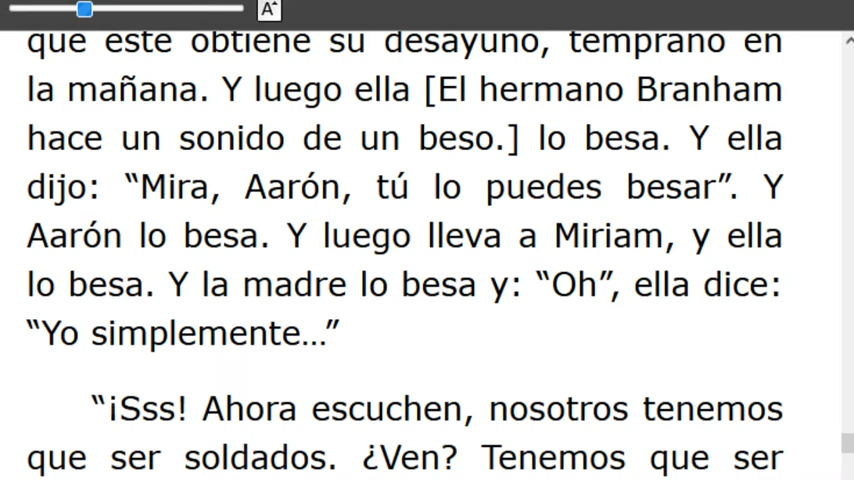 A
que este obtiene su desayuno, temprano en
la mañana. Y luego ella [El hermano Branham
hace un sonido de un beso.] lo besa. Y ella
dijo: “Mira, Aarón, tú lo puedes besar”. Y
Aarón lo besa. Y luego lleva a Miriam, y ella
lo besa. Y la madre lo besa y: “Oh”, ella dice:
“Yo simplemente…”
“¡Sss! Ahora escuchen, nosotros tenemos
que ser soldados. ¿Ven? Tenemos que ser